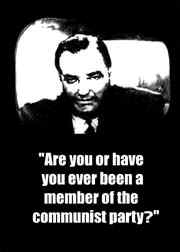 "Are you or have
you ever been a
member of the
communist party?"